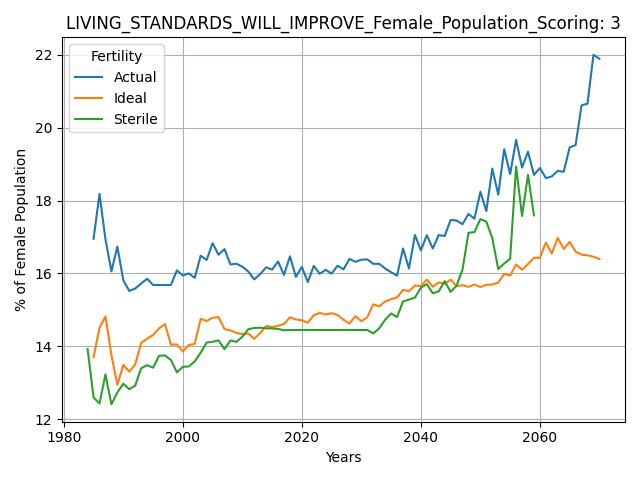 LIVING_STANDARDS_WILL_IMPROVE_Female_Population_Scoring: 3
Fertility
Actual
Ideal
Sterile
% of Female Population
22
20
18
16
14
12
1980
2000
2020
2040
2060
Years